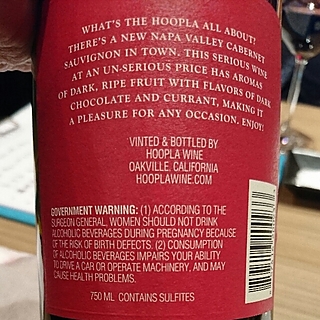 WHAT'S THE HOOPLA ALL ABOUT?
THERE'S A NEW NAPA VALLEY CABERNET
SAUVIGNON IN TOWN. THIS SERIOUS WINE
AT AN UN-SERIOUS PRICE HAS AROMAS
OF DARK, RIPE FRUIT WITH FLAVORS OF DARK
CHOCOLATE AND CURRANT, MAKING IT
A PLEASURE FOR ANY OCCASION. ENJOY!
VINTED & BOTTLED BY
HOOPLA WINE
OAKVILLE, CALIFORNIA
HOOPLAWINE.COM
GOVERNMENT WARNING: (1) ACCORDING TO THE
SURGEON GENERAL, WOMEN SHOULD NOT DRINK
ALCOHOLIC BEVERAGES DURING PREGNANCY BECAUSE
OF THE RISK OF BIRTH DEFECTS. (2) CONSUMPTION
OF ALCOHOLIC BEVERAGES IMPAIRS YOUR ABILITY
TO DRIVE A CAR OR OPERATE MACHINERY, AND MAY
CAUSE HEALTH PROBLEMS.
750 ML CONTAINS SULFITES